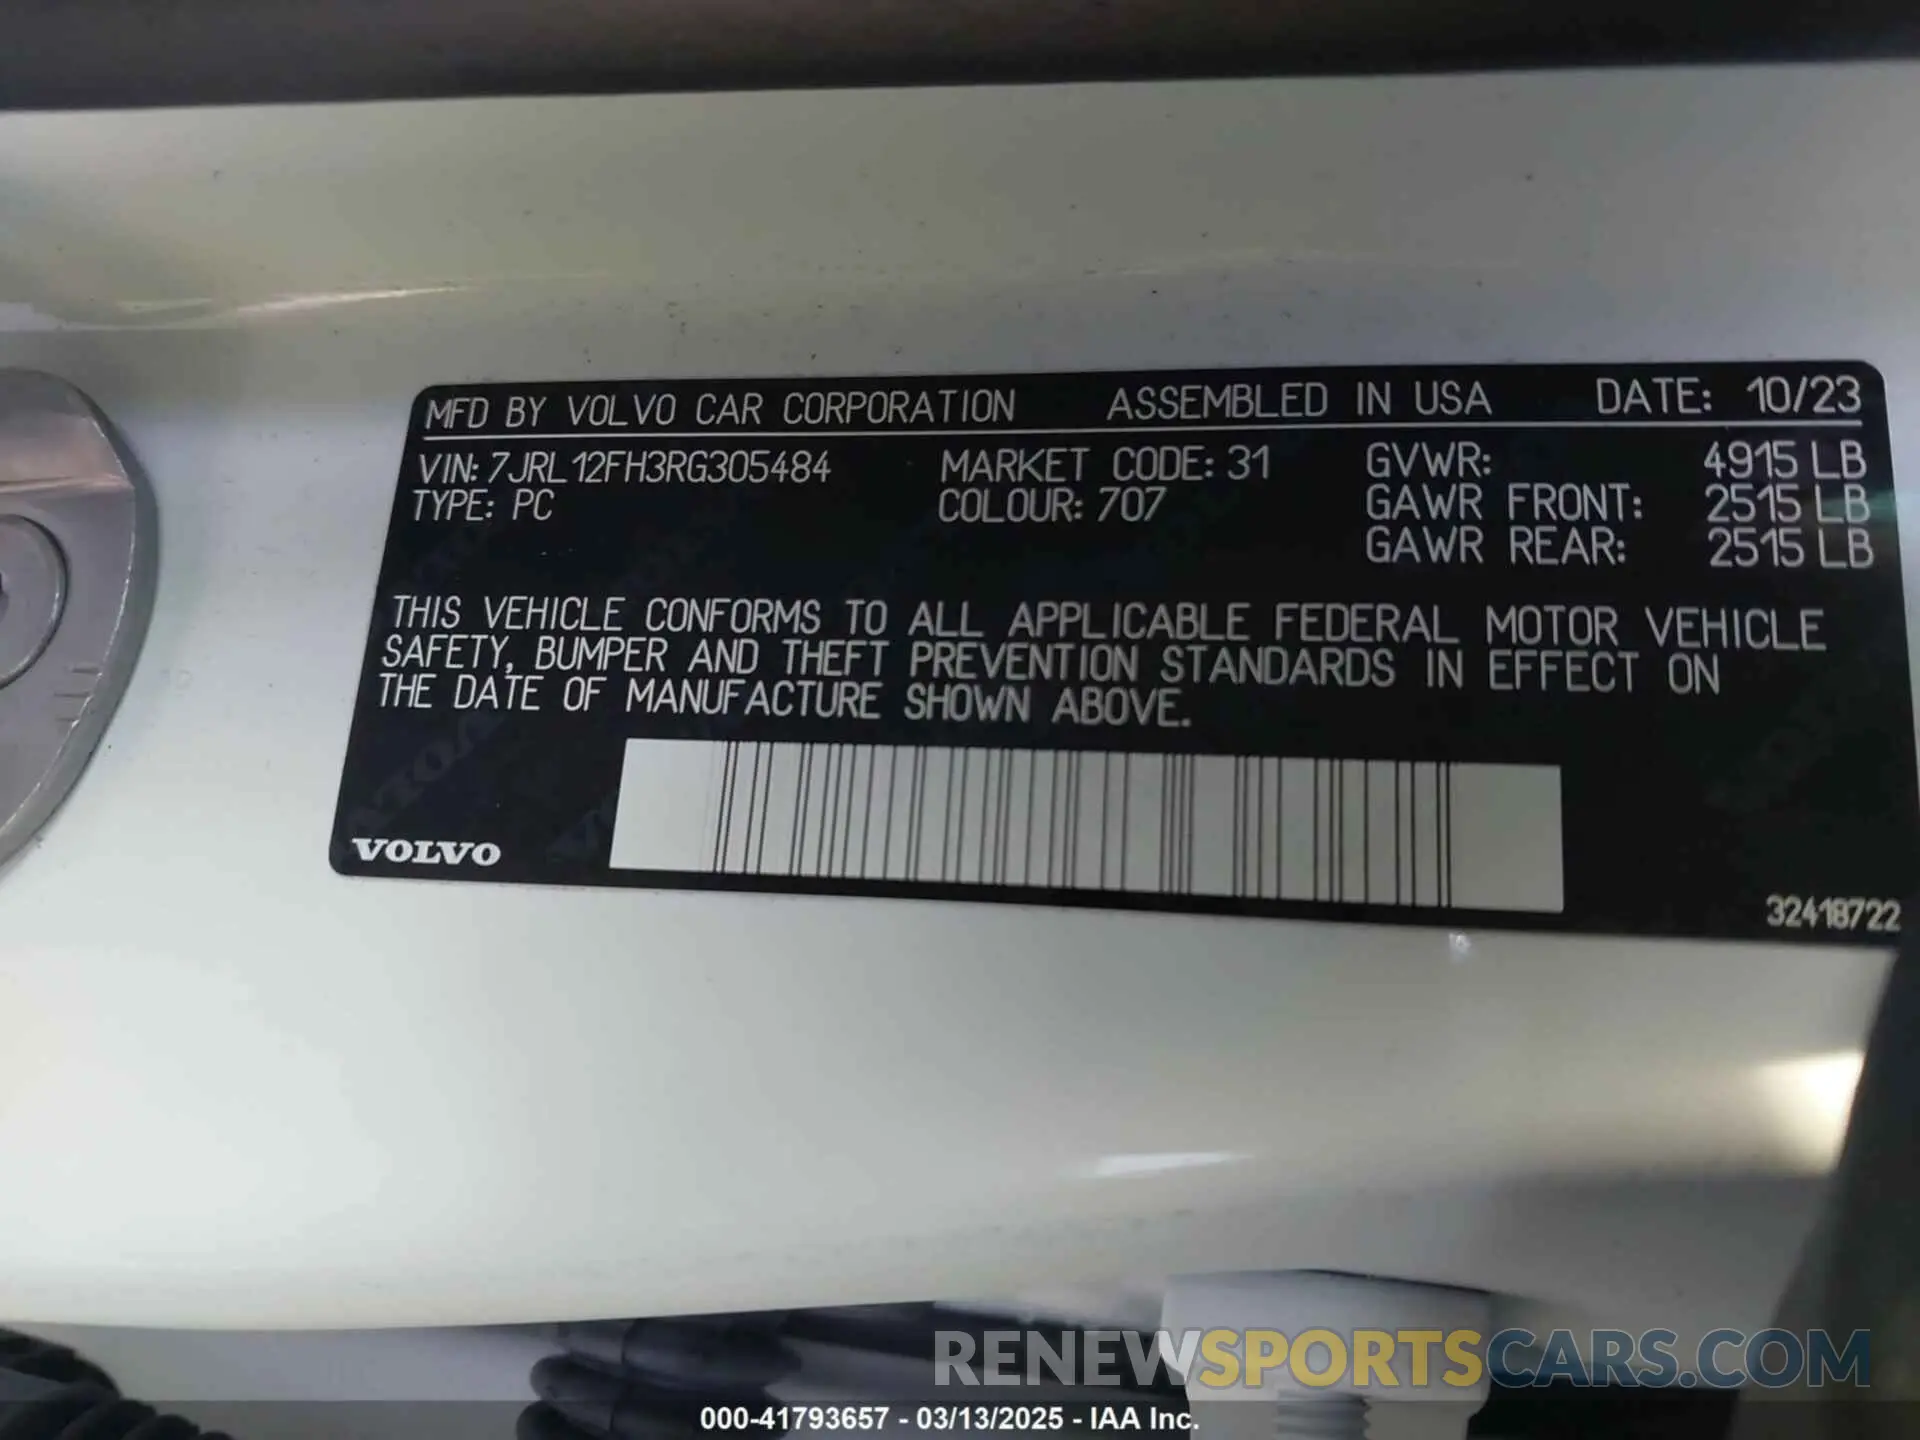 MFD BY VOLVO CAR CORPORATION ASSEMBLED IN USA DATE: 10/23
VIN: 7JRL12FH3RG305484 MARKET CODE: 31 GVWR: 4915 LB
TYPE: PC COLOUR: 707 GAWR FRONT: 2515 LB
GAWR REAR: 2515 LB
THIS VEHICLE CONFORMS TO ALL APPLICABLE FEDERAL MOTOR VEHICLE
SAFETY, BUMPER AND THEFT PREVENTION STANDARDS IN EFFECT ON
THE DATE OF MANUFACTURE SHOWN ABOVE.
VOLVO
32418722
RENEWSPORTSCARS.COM
000-41793657 - 03/13/2025 - IAA Inc.